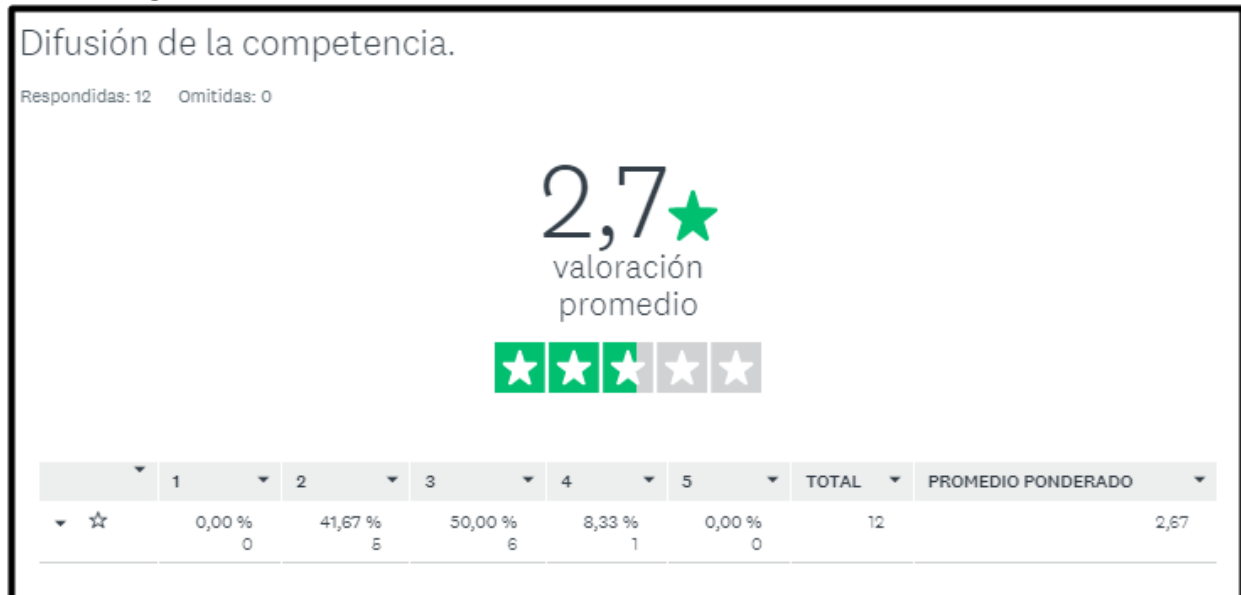 Difusión de la competencia.
Respondidas: 12 Omitidas: 0
2,7
valoración
promedio
1 2 3 4 5 TOTAL PROMEDIO PONDERADO
0,00 % 41,67 % 50,00 % 8,33 % 0,00 % 12 2,67
0 5 6 1 0